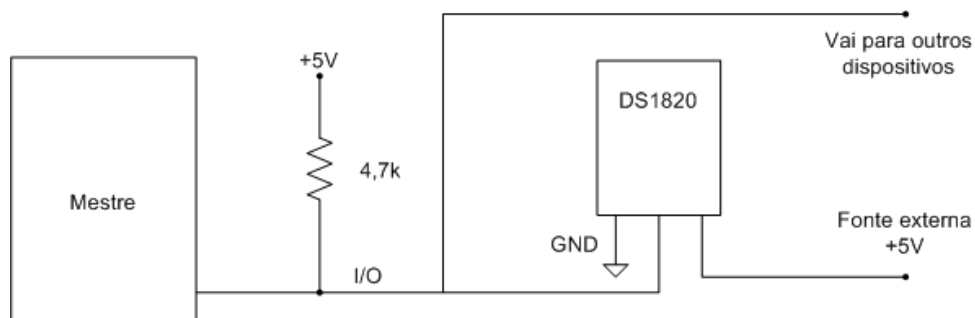 Vai para outros
dispositivos
+5V
DS1820
4,7k
Mestre
Fonte externa
+5V
GND
I/O